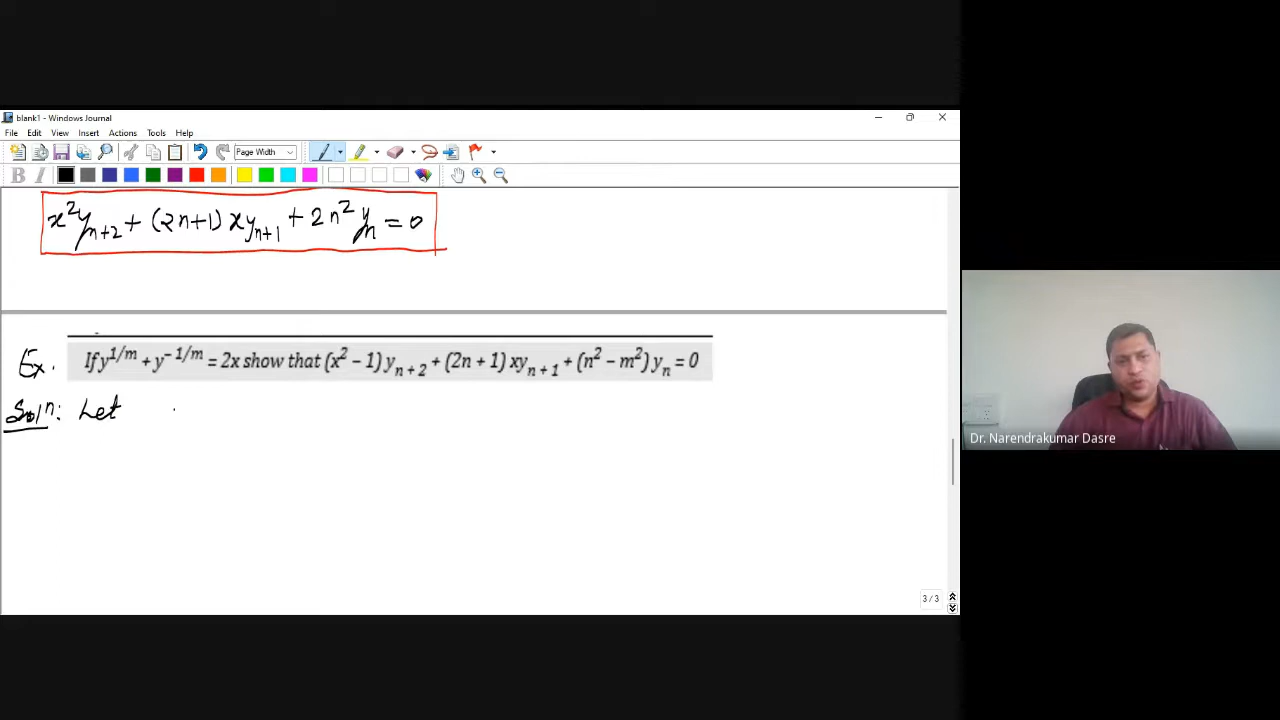 blank1 - Windows Journal
File Edit View Insert Actions Tools Help
Page Width
B I
x²yₙ₊₂ + (2n+1) xyₙ₊₁ + 2n²yₙ = 0
Ex. If y^{1/m} + y^{-1/m} = 2x show that (x² − 1) yₙ₊₂ + (2n + 1) xyₙ₊₁ + (n² − m²) yₙ = 0
Solⁿ: Let
3 / 3
Dr. Narendrakumar Dasre